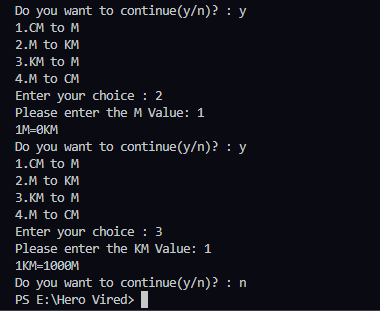 Do you want to continue(y/n)? : y
1.CM to M
2.M to KM
3.KM to M
4.M to CM
Enter your choice : 2
Please enter the M Value: 1
1M=0KM
Do you want to continue(y/n)? : y
1.CM to M
2.M to KM
3.KM to M
4.M to CM
Enter your choice : 3
Please enter the KM Value: 1
1KM=1000M
Do you want to continue(y/n)? : n
PS E:\Hero Vired>